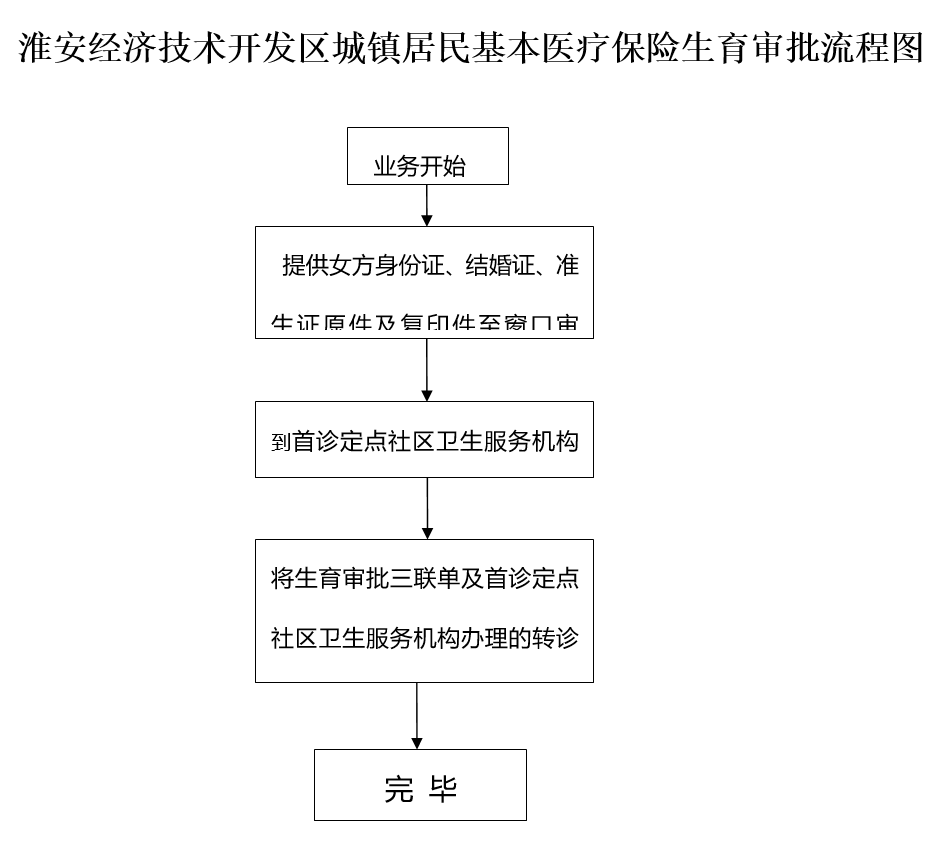 淮安经济技术开发区城镇居民基本医疗保险生育审批流程图
业务开始
提供女方身份证、结婚证、准
生证原件及复印件至窗口审
到首诊定点社区卫生服务机构
将生育审批三联单及首诊定点
社区卫生服务机构办理的转诊
完 毕